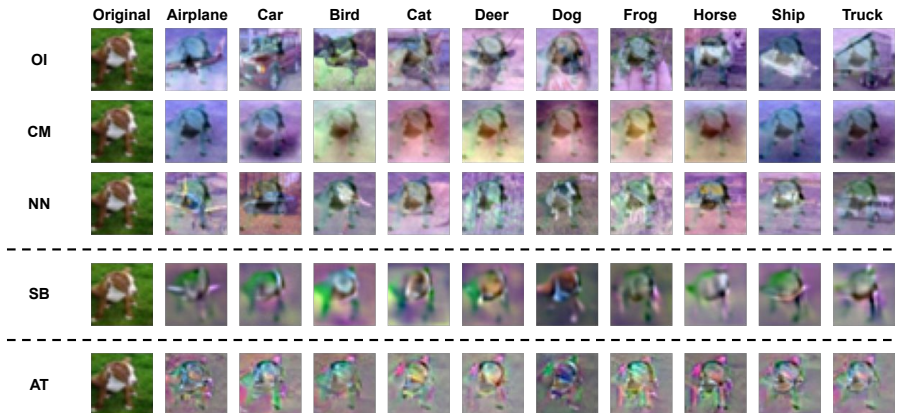 Original Airplane Car Bird Cat Deer Dog Frog Horse Ship Truck
OI
CM
NN
SB
AT